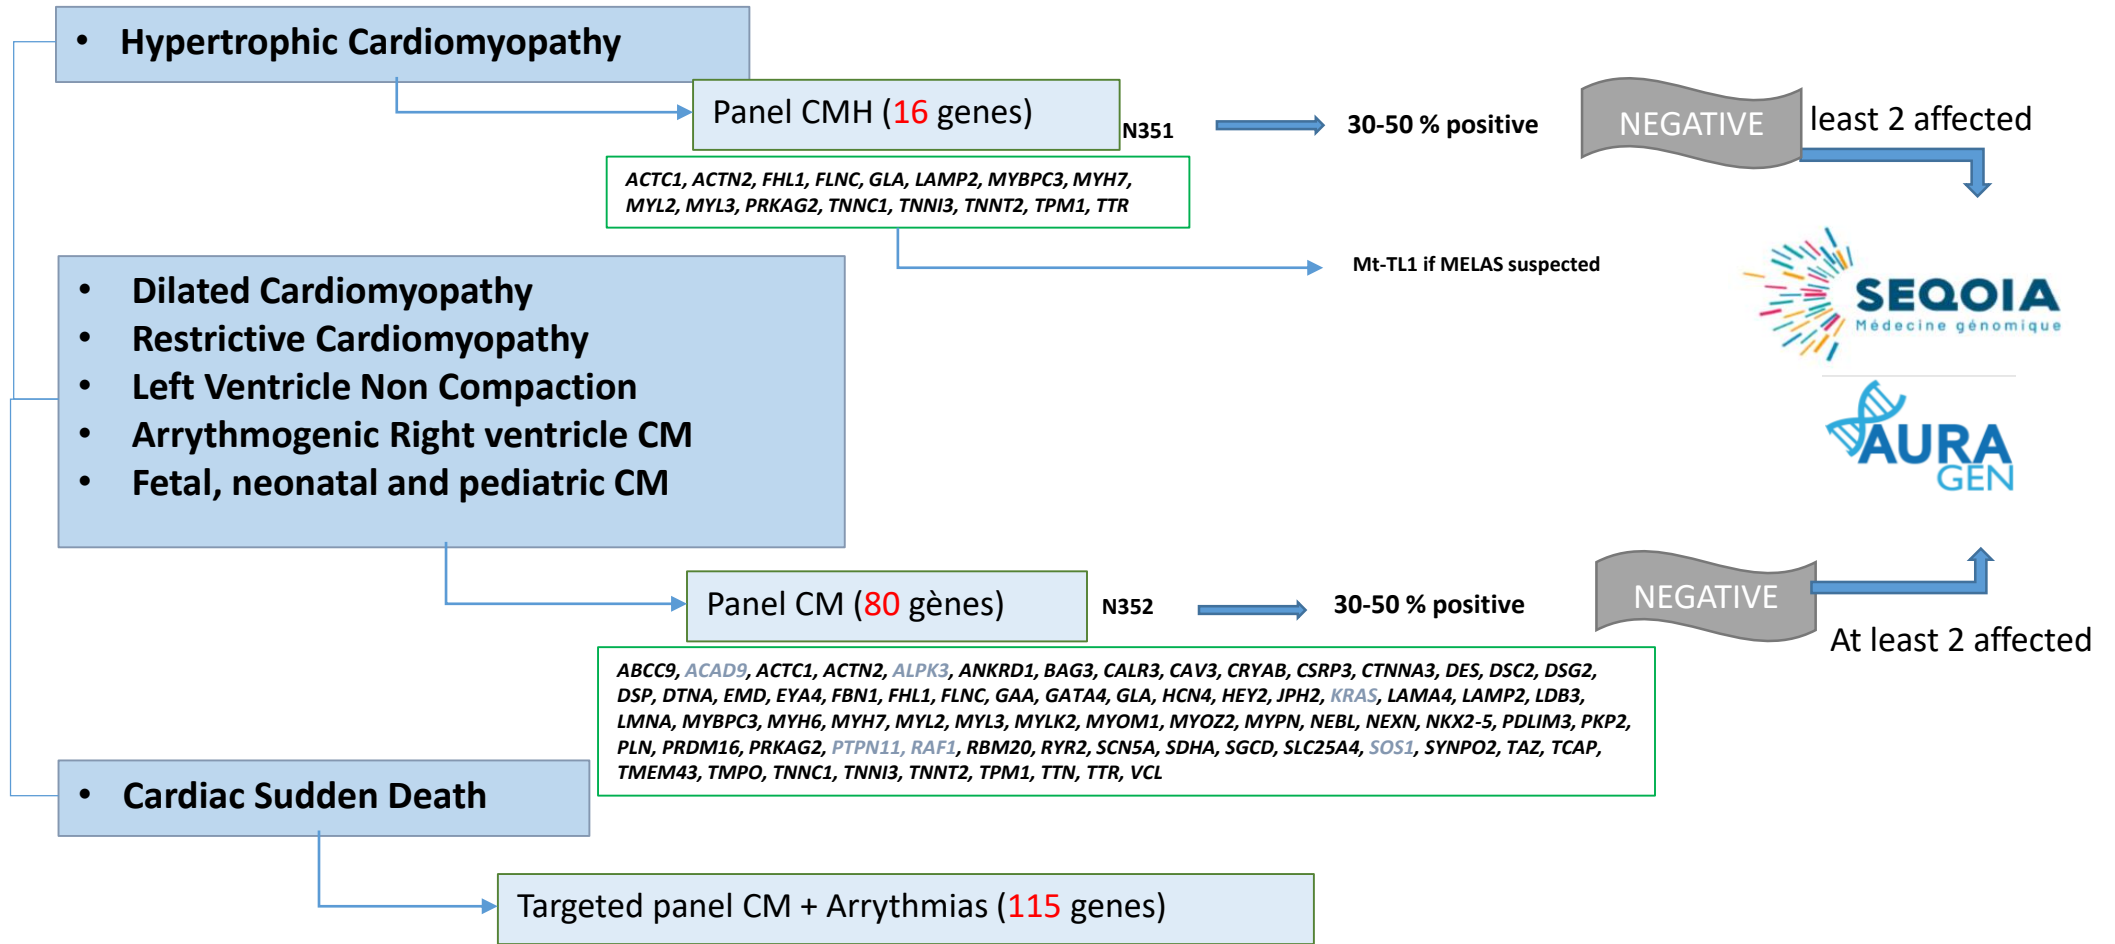 • Hypertrophic Cardiomyopathy
Panel CMH (16 genes)
N351
30-50 % positive
NEGATIVE
least 2 affected
ACTC1, ACTN2, FHL1, FLNC, GLA, LAMP2, MYBPC3, MYH7,
MYL2, MYL3, PRKAG2, TNNC1, TNNI3, TNNT2, TPM1, TTR
Mt-TL1 if MELAS suspected
SEQOIA
Médecine génomique
AURA
GEN
• Dilated Cardiomyopathy
• Restrictive Cardiomyopathy
• Left Ventricle Non Compaction
• Arrythmogenic Right ventricle CM
• Fetal, neonatal and pediatric CM
Panel CM (80 gènes)
N352
30-50 % positive
NEGATIVE
At least 2 affected
ABCC9, ACAD9, ACTC1, ACTN2, ALPK3, ANKRD1, BAG3, CALR3, CAV3, CRYAB, CSRP3, CTNNA3, DES, DSC2, DSG2,
DSP, DTNA, EMD, EYA4, FBN1, FHL1, FLNC, GAA, GATA4, GLA, HCN4, HEY2, JPH2, KRAS, LAMA4, LAMP2, LDB3,
LMNA, MYBPC3, MYH6, MYH7, MYL2, MYL3, MYLK2, MYOM1, MYOZ2, MYPN, NEBL, NEXN, NKX2-5, PDLIM3, PKP2,
PLN, PRDM16, PRKAG2, PTPN11, RAF1, RBM20, RYR2, SCN5A, SDHA, SGCD, SLC25A4, SOS1, SYNPO2, TAZ, TCAP,
TMEM43, TMPO, TNNC1, TNNI3, TNNT2, TPM1, TTN, TTR, VCL
• Cardiac Sudden Death
Targeted panel CM + Arrythmias (115 genes)